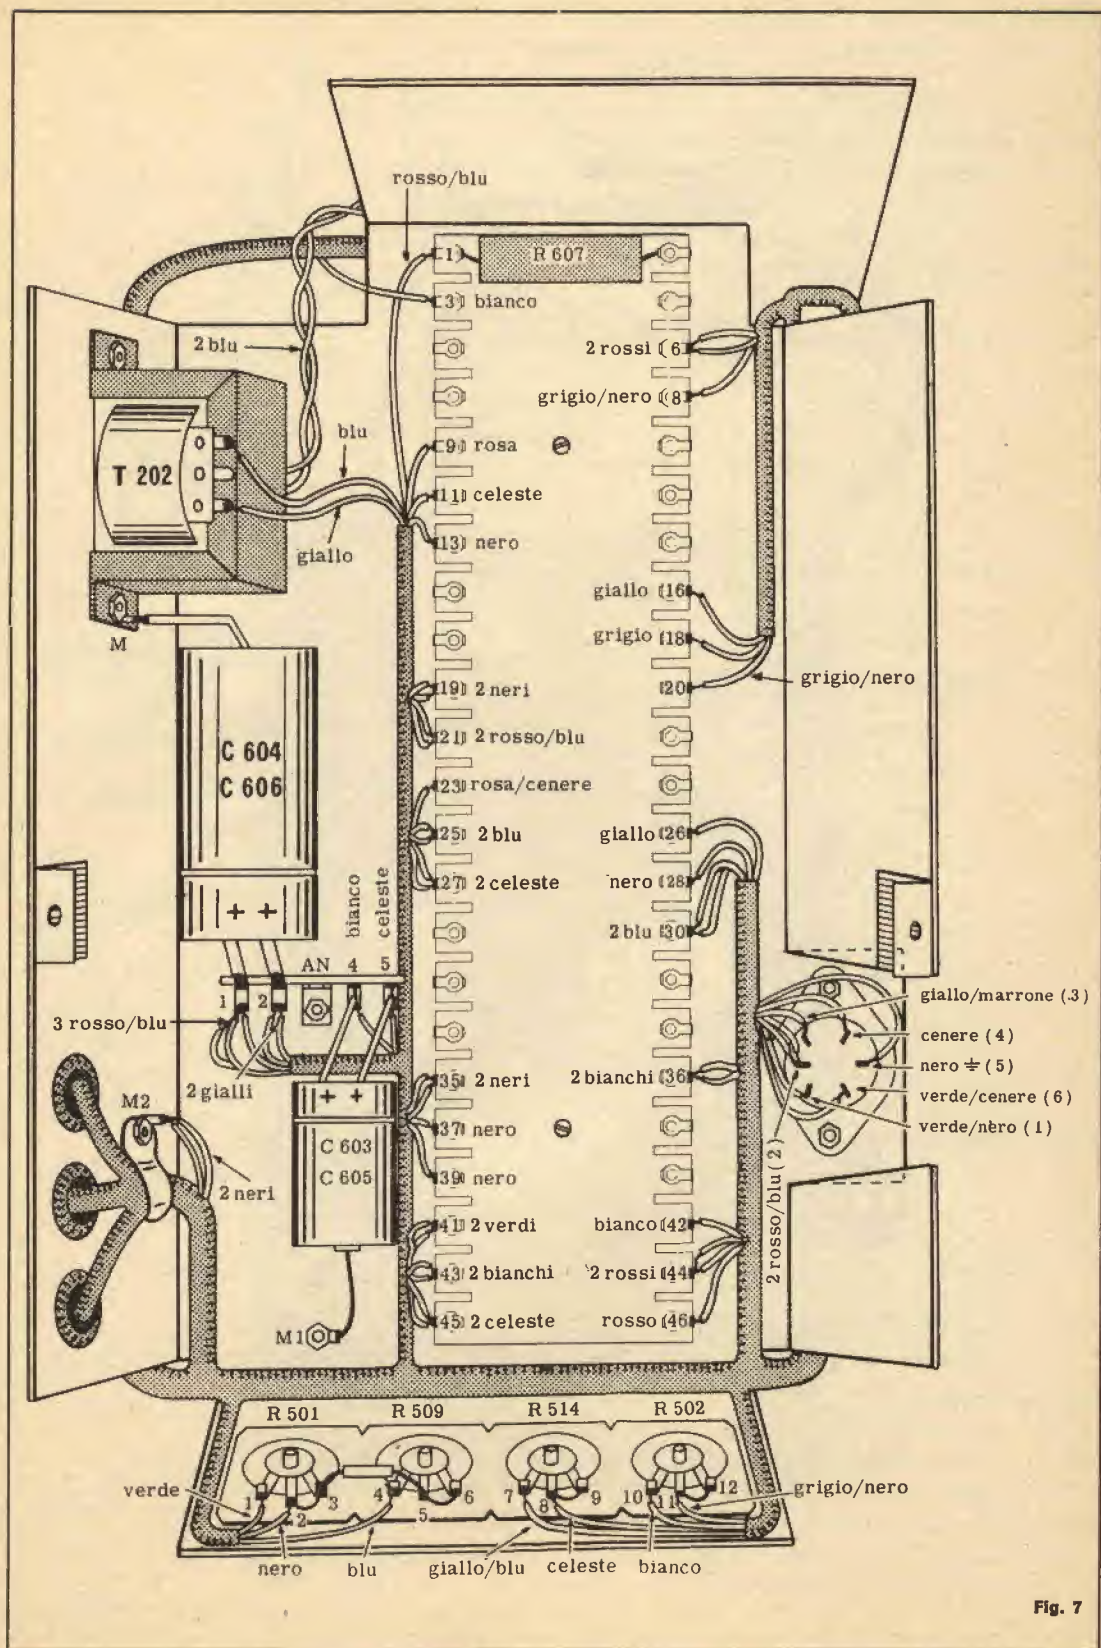 rosso/blu
1 R 607
3 bianco
2 blu
2 rossi 6
grigio/nero 8
blu
9 rosa
T 202
11 celeste
giallo
13 nero
giallo 16
M
grigio 18
grigio/nero
19 2 neri
20
21 2 rosso/blu
C 604
C 606
23 rosa/cenere
25 2 blu
giallo 26
27 2 celeste
nero 28
bianco
celeste
+ +
2 blu 30
AN 4 5
1 2
3 rosso/blu
giallo/marrone (3)
cenere (4)
nero ⏚ (5)
verde/cenere (6)
verde/nero (1)
2 rosso/blu (2)
2 gialli
35 2 neri
2 bianchi 36
M2
+ +
37 nero
C 603
C 605
39 nero
2 neri
41 2 verdi
bianco 42
43 2 bianchi
2 rossi 44
45 2 celeste
rosso 46
M1
R 501 R 509 R 514 R 502
verde
1 2 3 4 5 6 7 8 9 10 11 12
grigio/nero
nero blu giallo/blu celeste bianco
Fig. 7